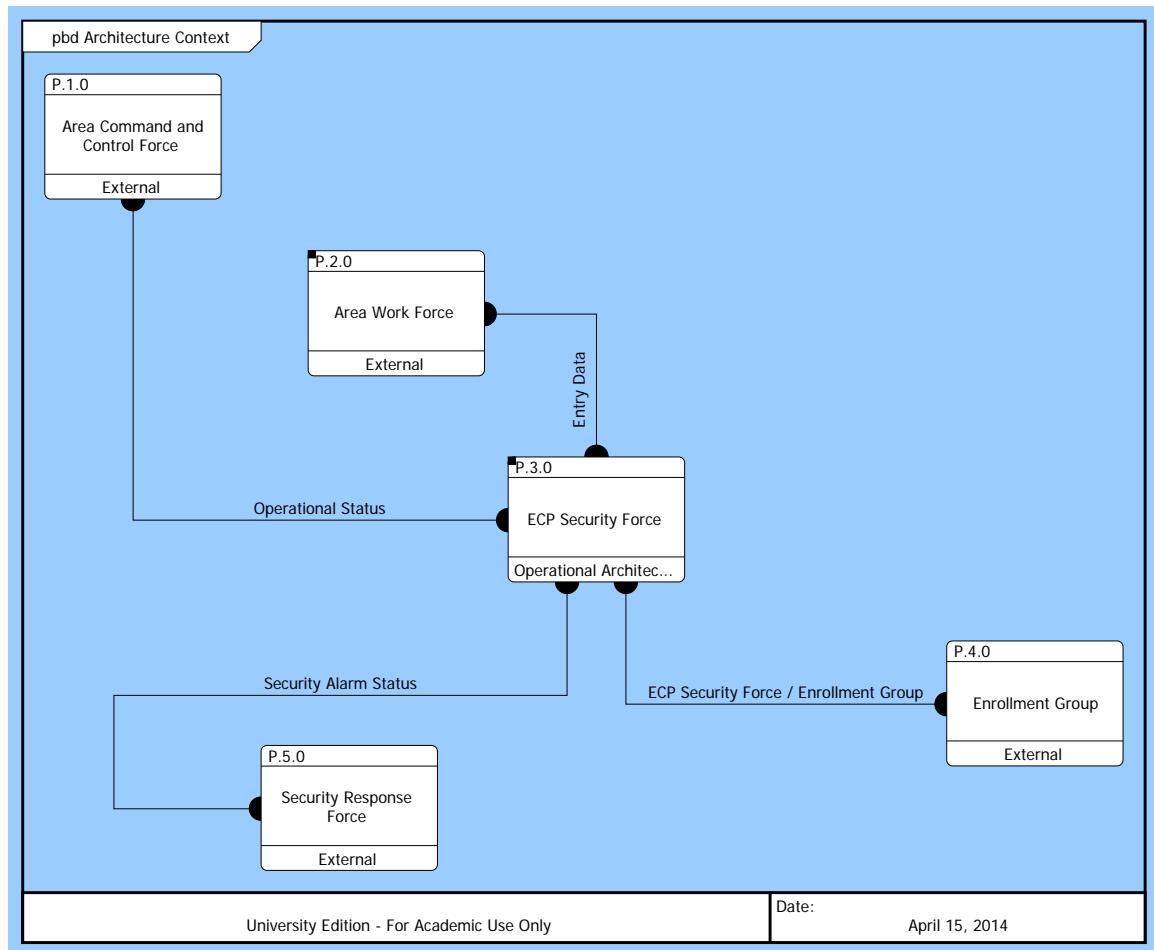 pbd Architecture Context
P.1.0
Area Command and
Control Force
External
P.2.0
Area Work Force
External
Entry Data
P.3.0
ECP Security Force
Operational Architec...
Operational Status
Security Alarm Status
ECP Security Force / Enrollment Group
P.4.0
Enrollment Group
External
P.5.0
Security Response
Force
External
University Edition - For Academic Use Only
Date:
April 15, 2014